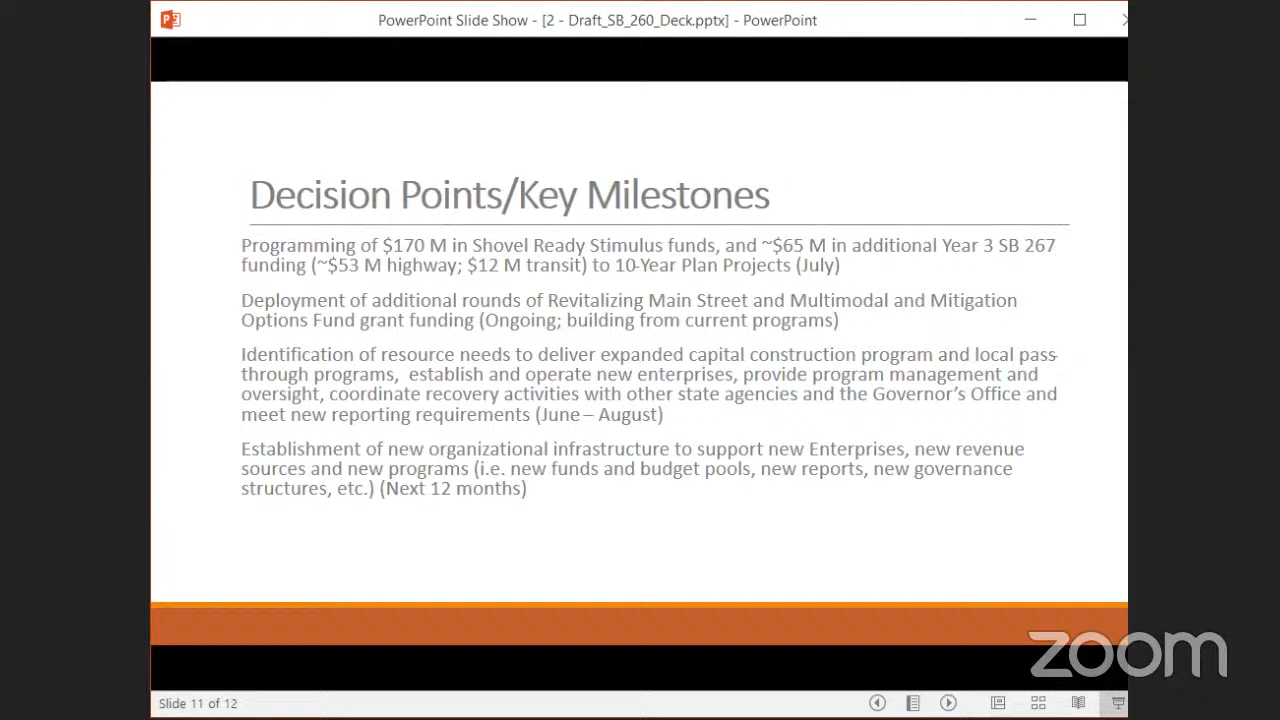 PowerPoint Slide Show - [2 - Draft_SB_260_Deck.pptx] - PowerPoint
Decision Points/Key Milestones
Programming of $170 M in Shovel Ready Stimulus funds, and ~$65 M in additional Year 3 SB 267
funding (~$53 M highway; $12 M transit) to 10-Year Plan Projects (July)
Deployment of additional rounds of Revitalizing Main Street and Multimodal and Mitigation
Options Fund grant funding (Ongoing; building from current programs)
Identification of resource needs to deliver expanded capital construction program and local pass-
through programs,  establish and operate new enterprises, provide program management and
oversight, coordinate recovery activities with other state agencies and the Governor's Office and
meet new reporting requirements (June – August)
Establishment of new organizational infrastructure to support new Enterprises, new revenue
sources and new programs (i.e. new funds and budget pools, new reports, new governance
structures, etc.) (Next 12 months)
zoom
Slide 11 of 12